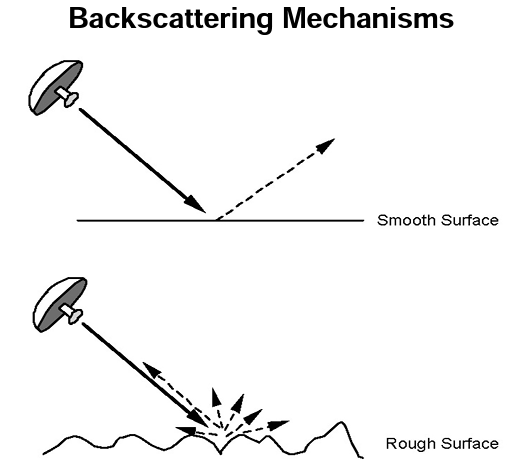 Backscattering Mechanisms
Smooth Surface
Rough Surface